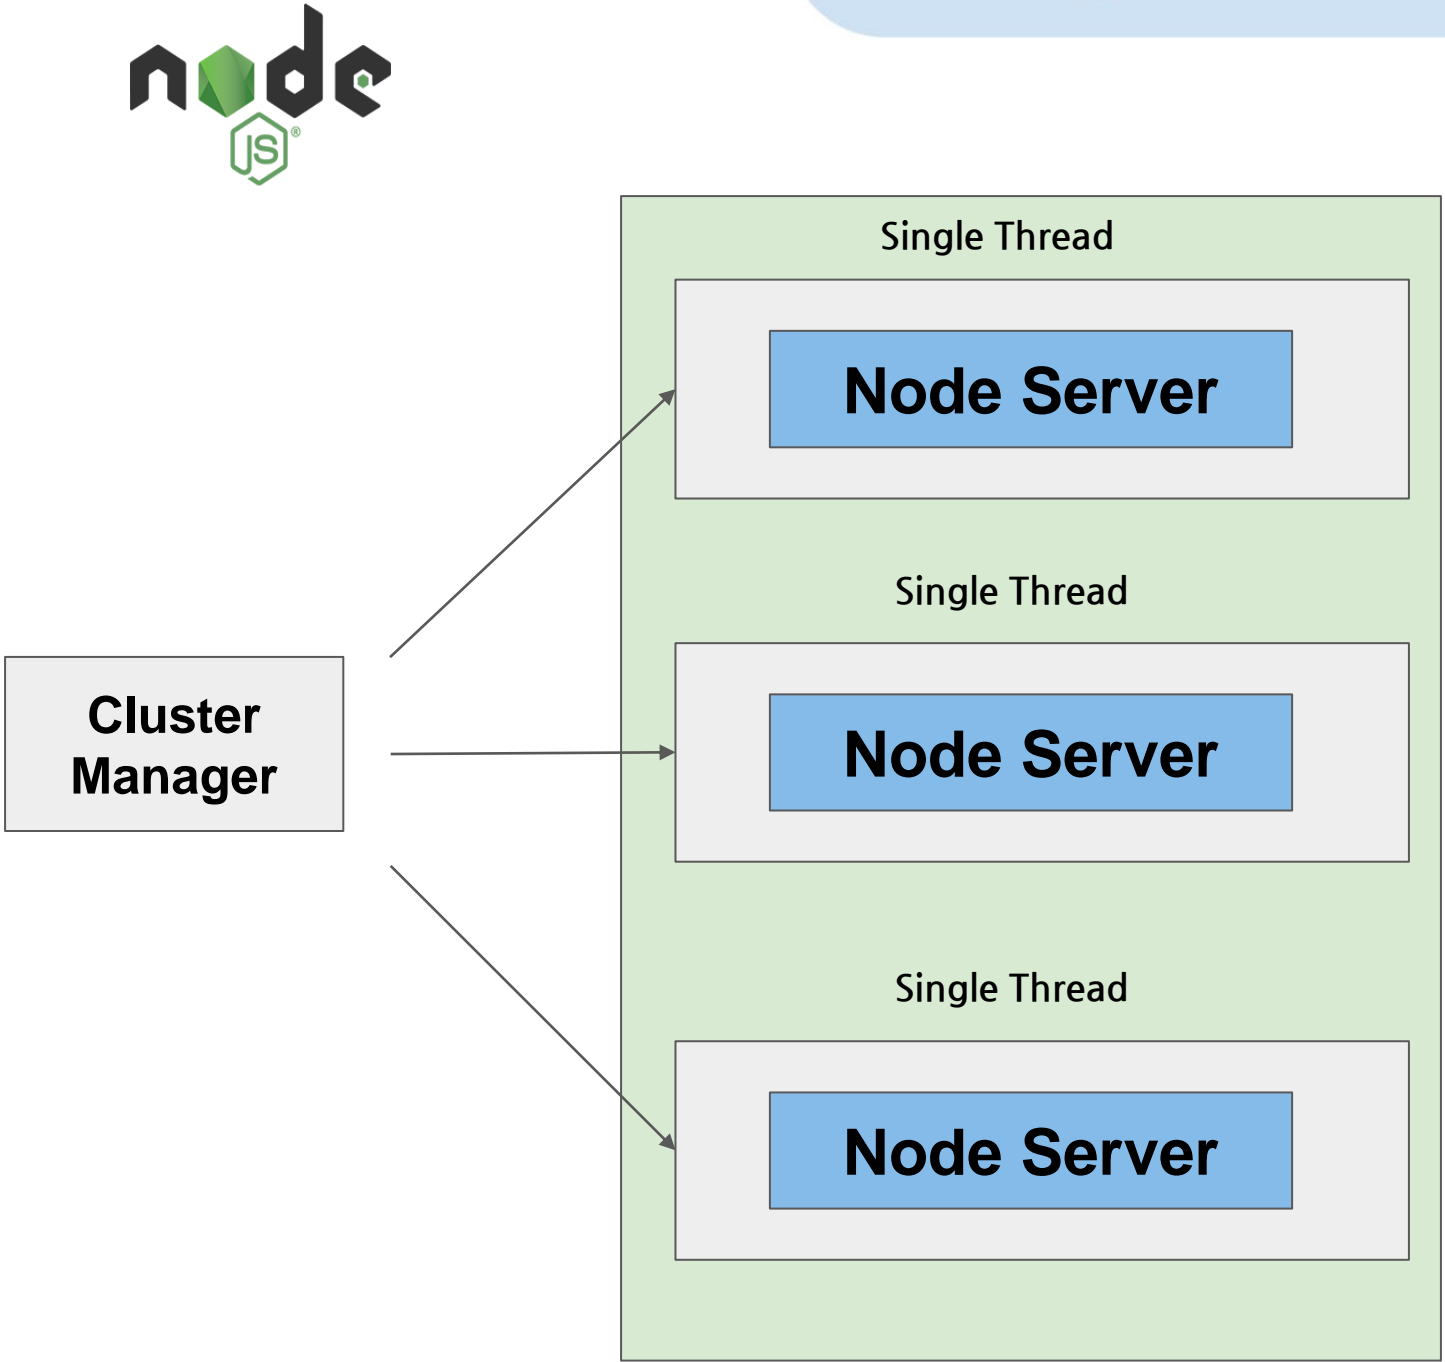 node
JS®
Single Thread
Node Server
Single Thread
Cluster
Manager
Node Server
Single Thread
Node Server